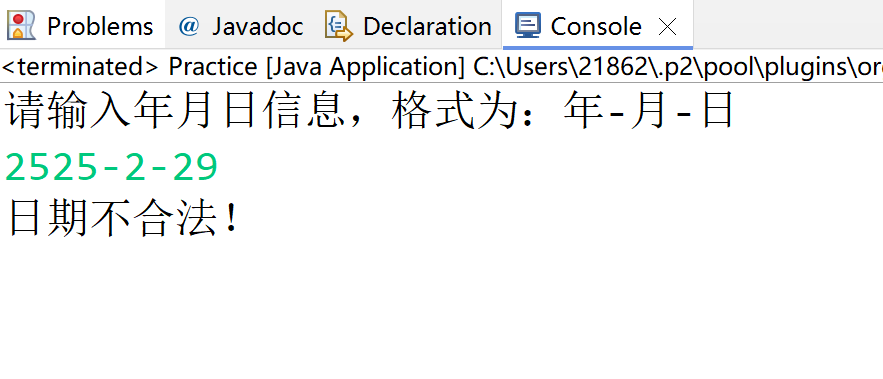 Problems @ Javadoc Declaration Console
<terminated> Practice [Java Application] C:\Users\21862\.p2\pool\plugins\or
请输入年月日信息，格式为：年-月-日
2525-2-29
日期不合法！